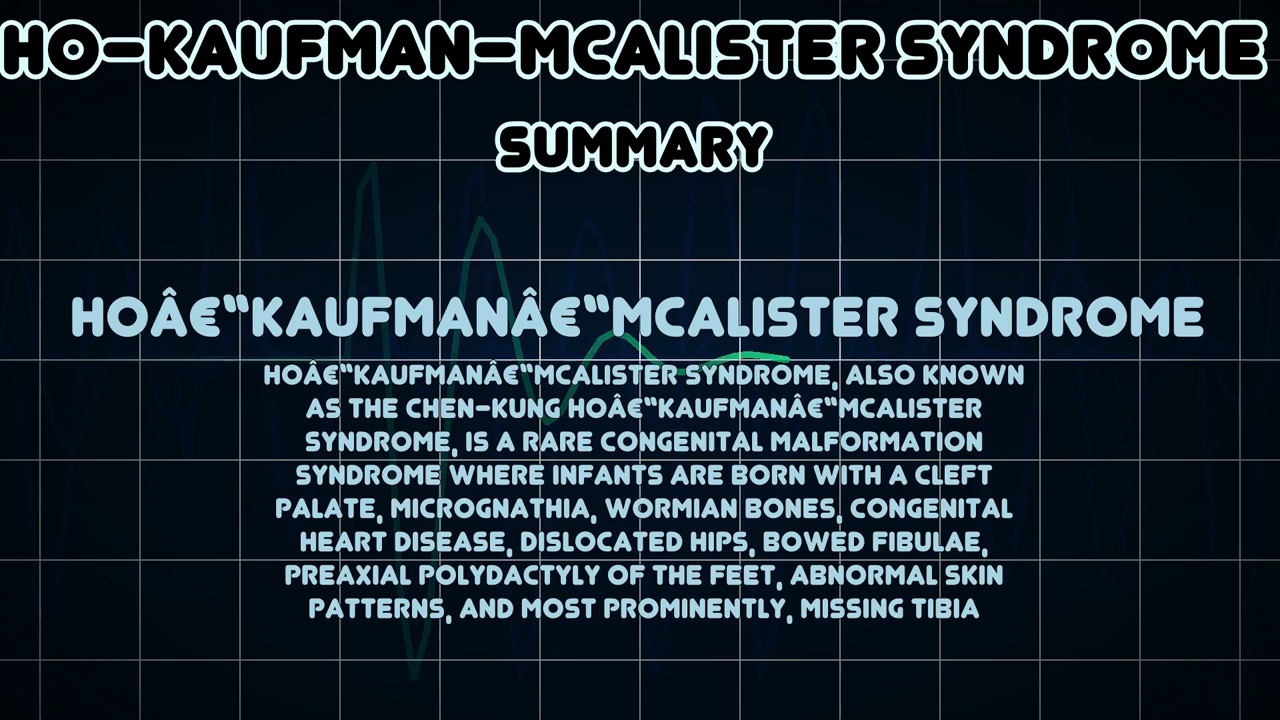 HO-KAUFMAN-MCALISTER SYNDROME
SUMMARY
HOÂ€“KAUFMANÂ€“MCALISTER SYNDROME
HOÂ€“KAUFMANÂ€“MCALISTER SYNDROME, ALSO KNOWN
AS THE CHEN-KUNG HOÂ€“KAUFMANÂ€“MCALISTER
SYNDROME, IS A RARE CONGENITAL MALFORMATION
SYNDROME WHERE INFANTS ARE BORN WITH A CLEFT
PALATE, MICROGNATHIA, WORMIAN BONES, CONGENITAL
HEART DISEASE, DISLOCATED HIPS, BOWED FIBULAE,
PREAXIAL POLYDACTYLY OF THE FEET, ABNORMAL SKIN
PATTERNS, AND MOST PROMINENTLY, MISSING TIBIA